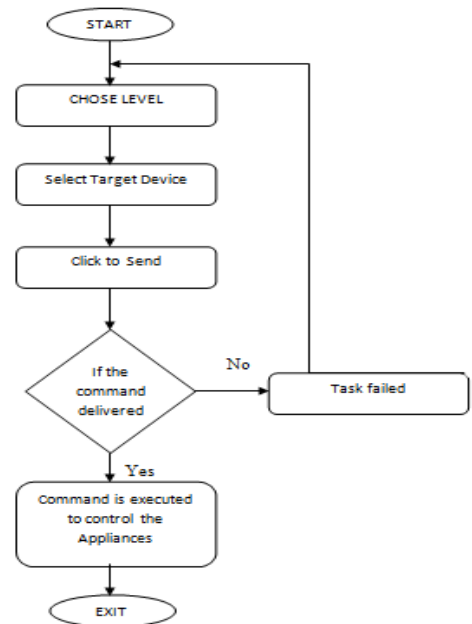 START
CHOSE LEVEL
Select Target Device
Click to Send
If the
command
delivered
No
Task failed
Yes
Command is executed
to control the
Appliances
EXIT